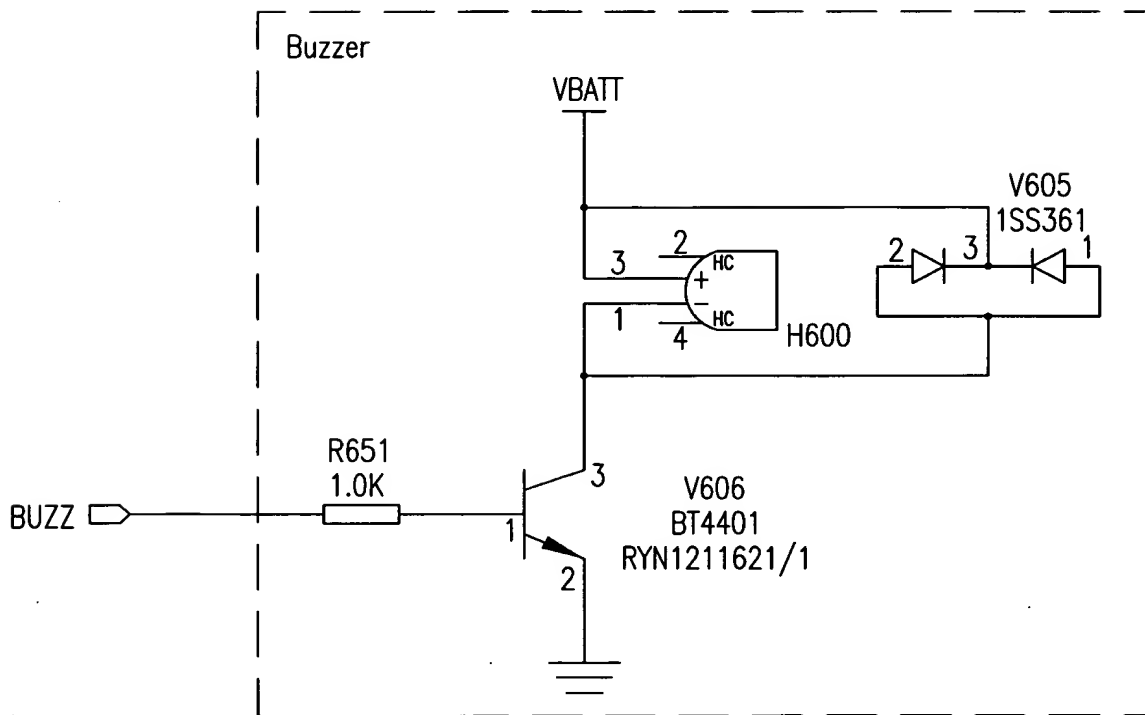 Buzzer
VBATT
V605
1SS361
2
3
1
2
HC
3
+
1
−
HC
4
H600
R651
1.0K
BUZZ
1
3
2
V606
BT4401
RYN1211621/1